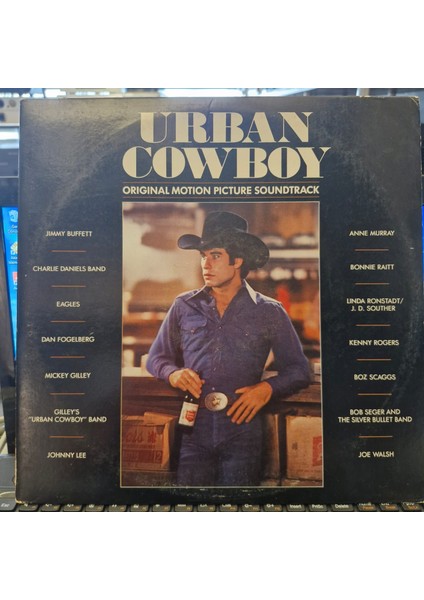 URBAN
COWBOY
ORIGINAL MOTION PICTURE SOUNDTRACK
JIMMY BUFFETT
CHARLIE DANIELS BAND
EAGLES
DAN FOGELBERG
MICKEY GILLEY
GILLEY'S
"URBAN COWBOY" BAND
JOHNNY LEE
ANNE MURRAY
BONNIE RAITT
LINDA RONSTADT/
J. D. SOUTHER
KENNY ROGERS
BOZ SCAGGS
BOB SEGER AND
THE SILVER BULLET BAND
JOE WALSH
Insert
Delete